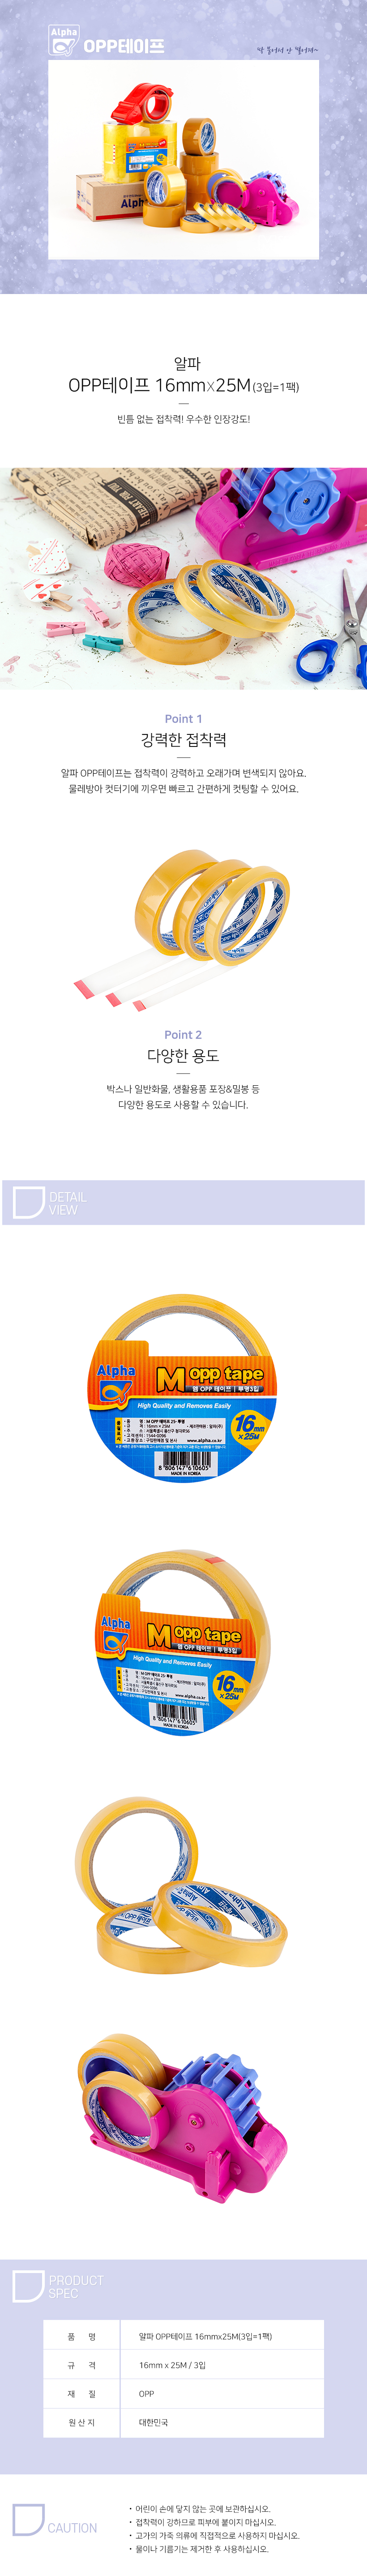 Alpha
OPP테이프
Alpha
알파
OPP테이프 16mmx25M(3입=1팩)
빈틈 없는 접착력! 우수한 인장강도!
Point 1
강력한 접착력
알파 OPP테이프는 접착력이 강력하고 오래가며 변색되지 않아요.
물레방아 컷터기에 끼우면 빠르고 간편하게 컷팅할 수 있어요.
Point 2
다양한 용도
박스나 일반화물, 생활용품 포장&밀봉 등
다양한 용도로 사용할 수 있습니다.
DETAIL
VIEW
Alpha
M opp tape
엠 OPP 테이프 | 투명3입
High Quality and Removes Easily
16mm
x 25M
품 명 : M OPP 테이프 25- 투명
규 격 : 16mm x 25M
www.alpha.co.kr
8 806147 610605
MADE IN KOREA
Alpha
M opp tape
엠 OPP 테이프 | 투명3입
High Quality and Removes Easily
16mm
x 25M
www.alpha.co.kr
8 806147 610605
MADE IN KOREA
PRODUCT
SPEC
품 명 알파 OPP테이프 16mmx25M(3입=1팩)
규 격 16mm x 25M / 3입
재 질 OPP
원 산 지 대한민국
CAUTION
• 어린이 손에 닿지 않는 곳에 보관하십시오.
• 접착력이 강하므로 피부에 붙이지 마십시오.
• 고가의 가죽 의류에 직접적으로 사용하지 마십시오.
• 물이나 기름기는 제거한 후 사용하십시오.